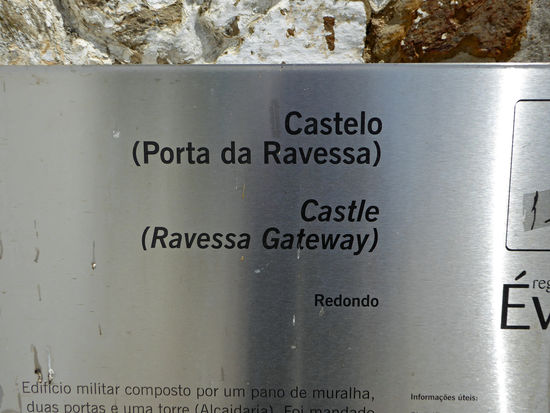 Castelo
(Porta da Ravessa)
Castle
(Ravessa Gateway)
Redondo
Edifício militar composto por um pano de muralha,
duas portas e uma torre (Alcaidaria). Foi mandado
reg
Év
Informações úteis: